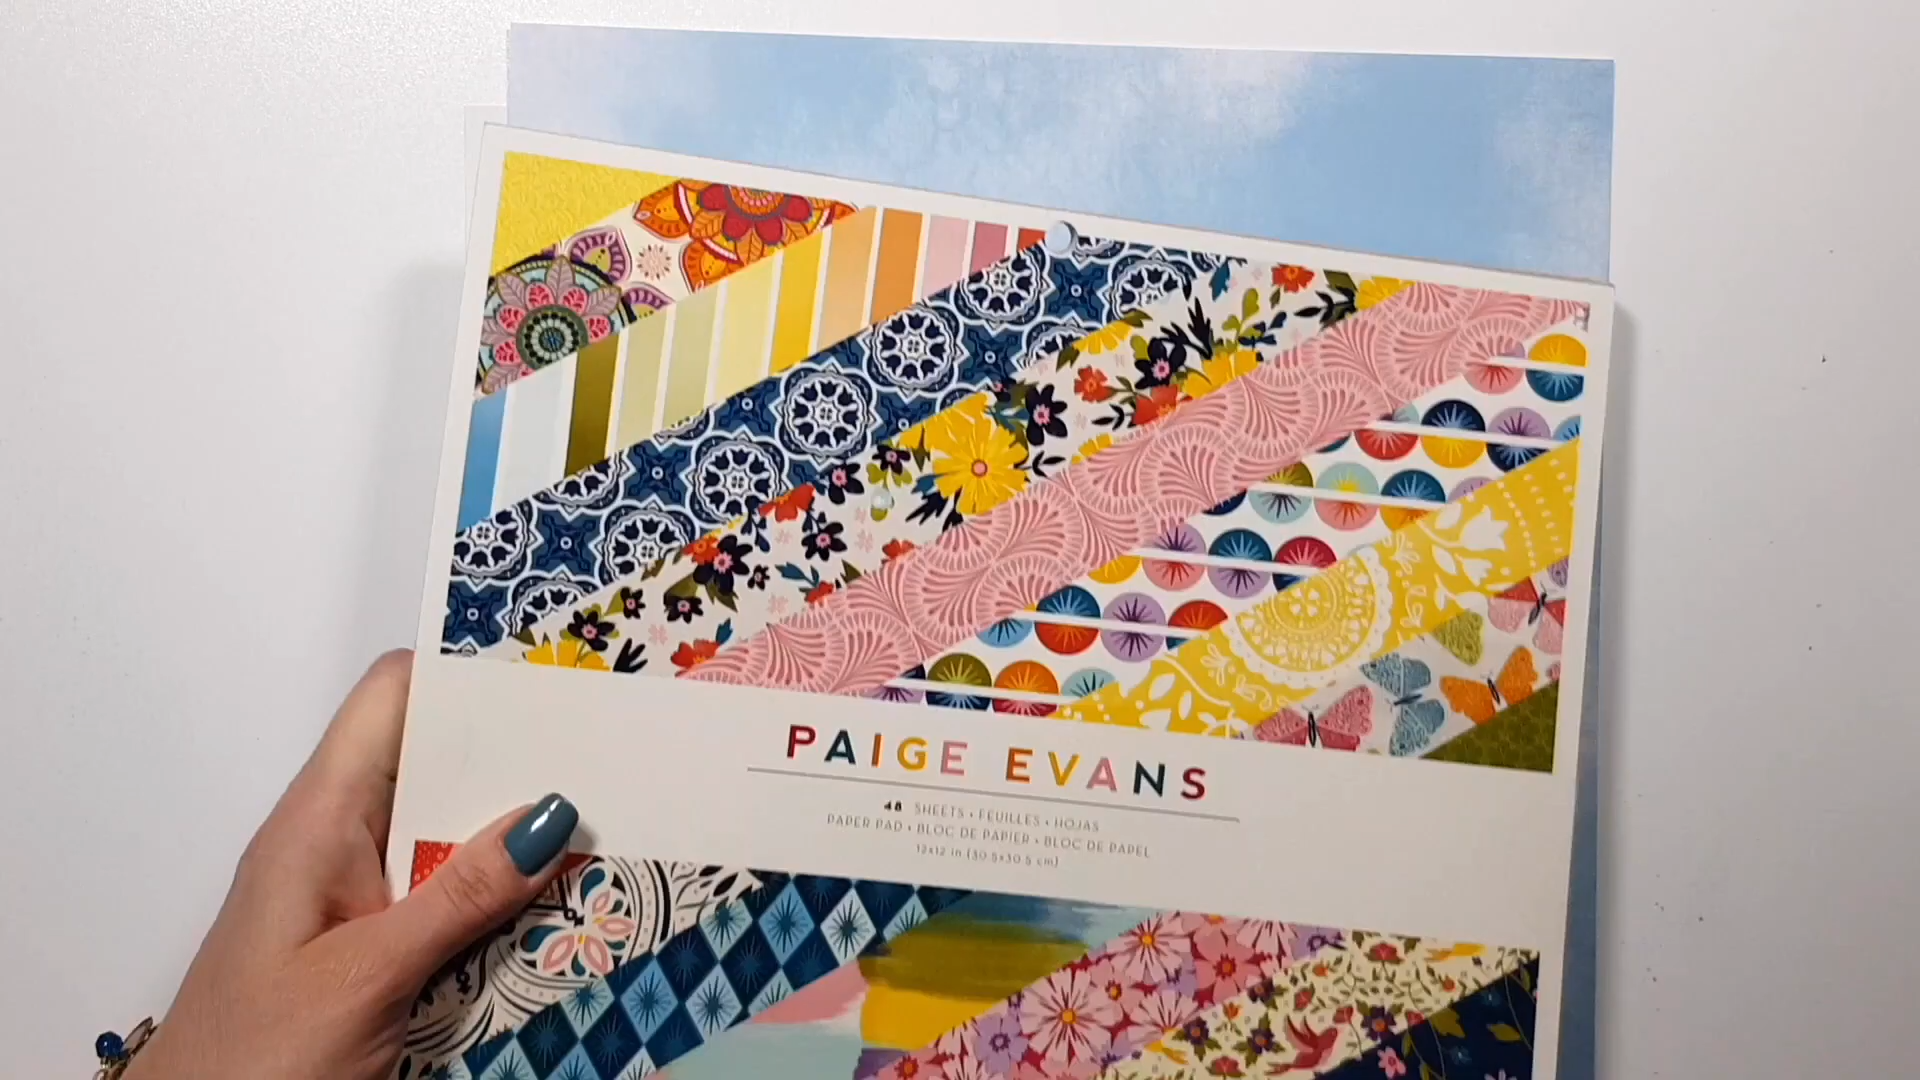 PAIGE EVANS
48 SHEETS • FEUILLES • HOJAS
PAPER PAD • BLOC DE PAPIER • BLOC DE PAPEL
12x12 in (30.5x30.5 cm)